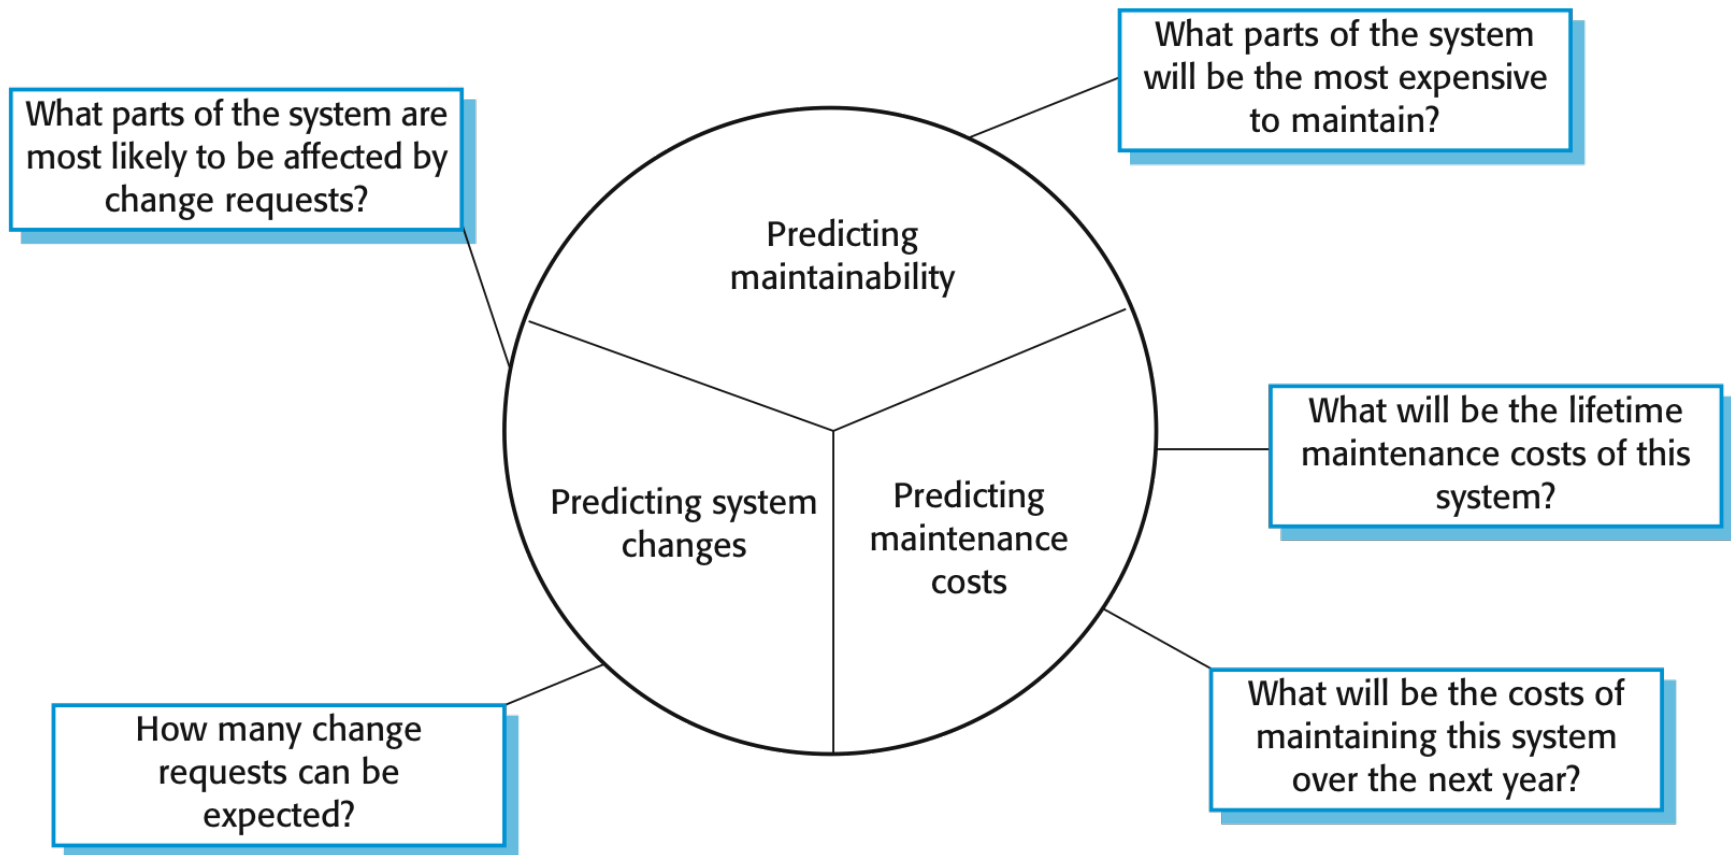 What parts of the system
will be the most expensive
to maintain?
What parts of the system are
most likely to be affected by
change requests?
Predicting
maintainability
What will be the lifetime
maintenance costs of this
system?
Predicting system
changes
Predicting
maintenance
costs
What will be the costs of
maintaining this system
over the next year?
How many change
requests can be
expected?